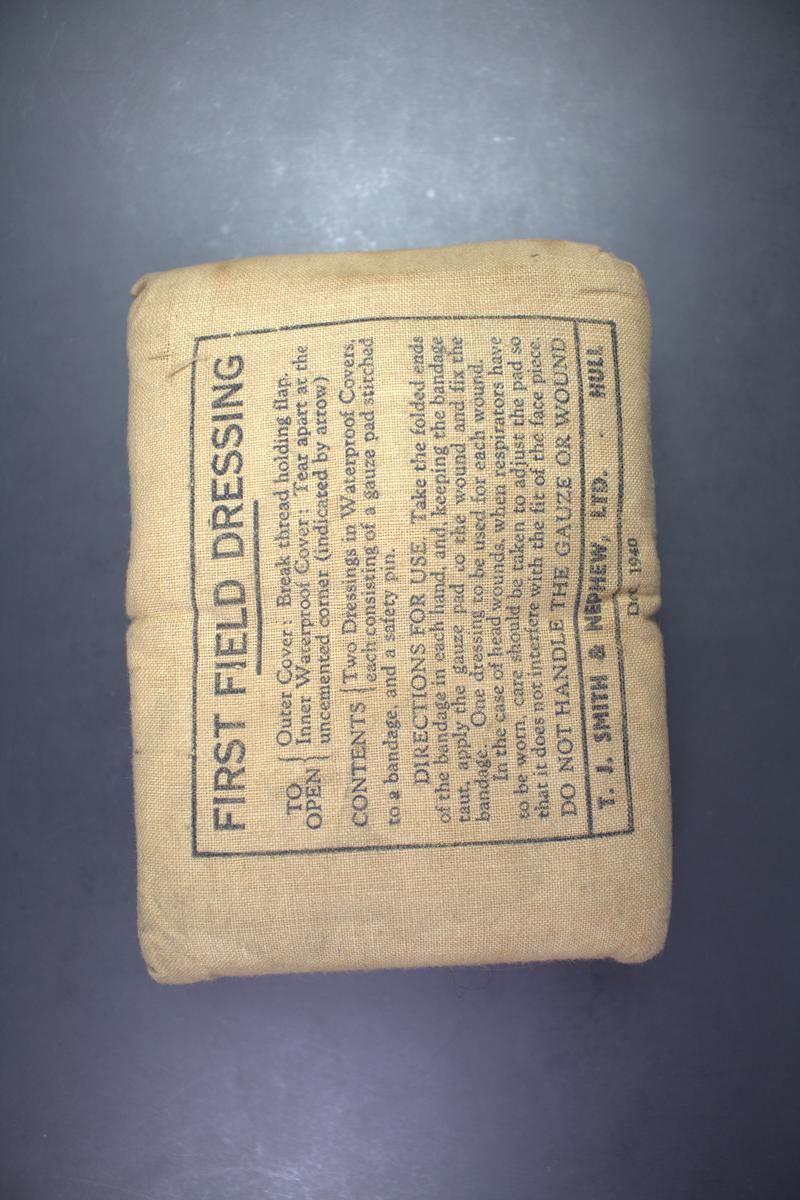 FIRST FIELD DRESSING
TO OPEN { Outer Cover: Break thread holding flap.
Inner Waterproof Cover: Tear apart at the
uncemented corner (indicated by arrow)
CONTENTS { Two Dressings in Waterproof Covers,
each consisting of a gauze pad stitched
to a bandage, and a safety pin.
DIRECTIONS FOR USE. Take the folded ends
of the bandage in each hand, and, keeping the bandage
taut, apply the gauze pad to the wound and fix the
bandage. One dressing to be used for each wound.
In the case of head wounds, when respirators have
to be worn, care should be taken to adjust the pad so
that it does not interfere with the fit of the face piece.
DO NOT HANDLE THE GAUZE OR WOUND
T. J. SMITH & NEPHEW, LTD. · HULL
Dec. 1940